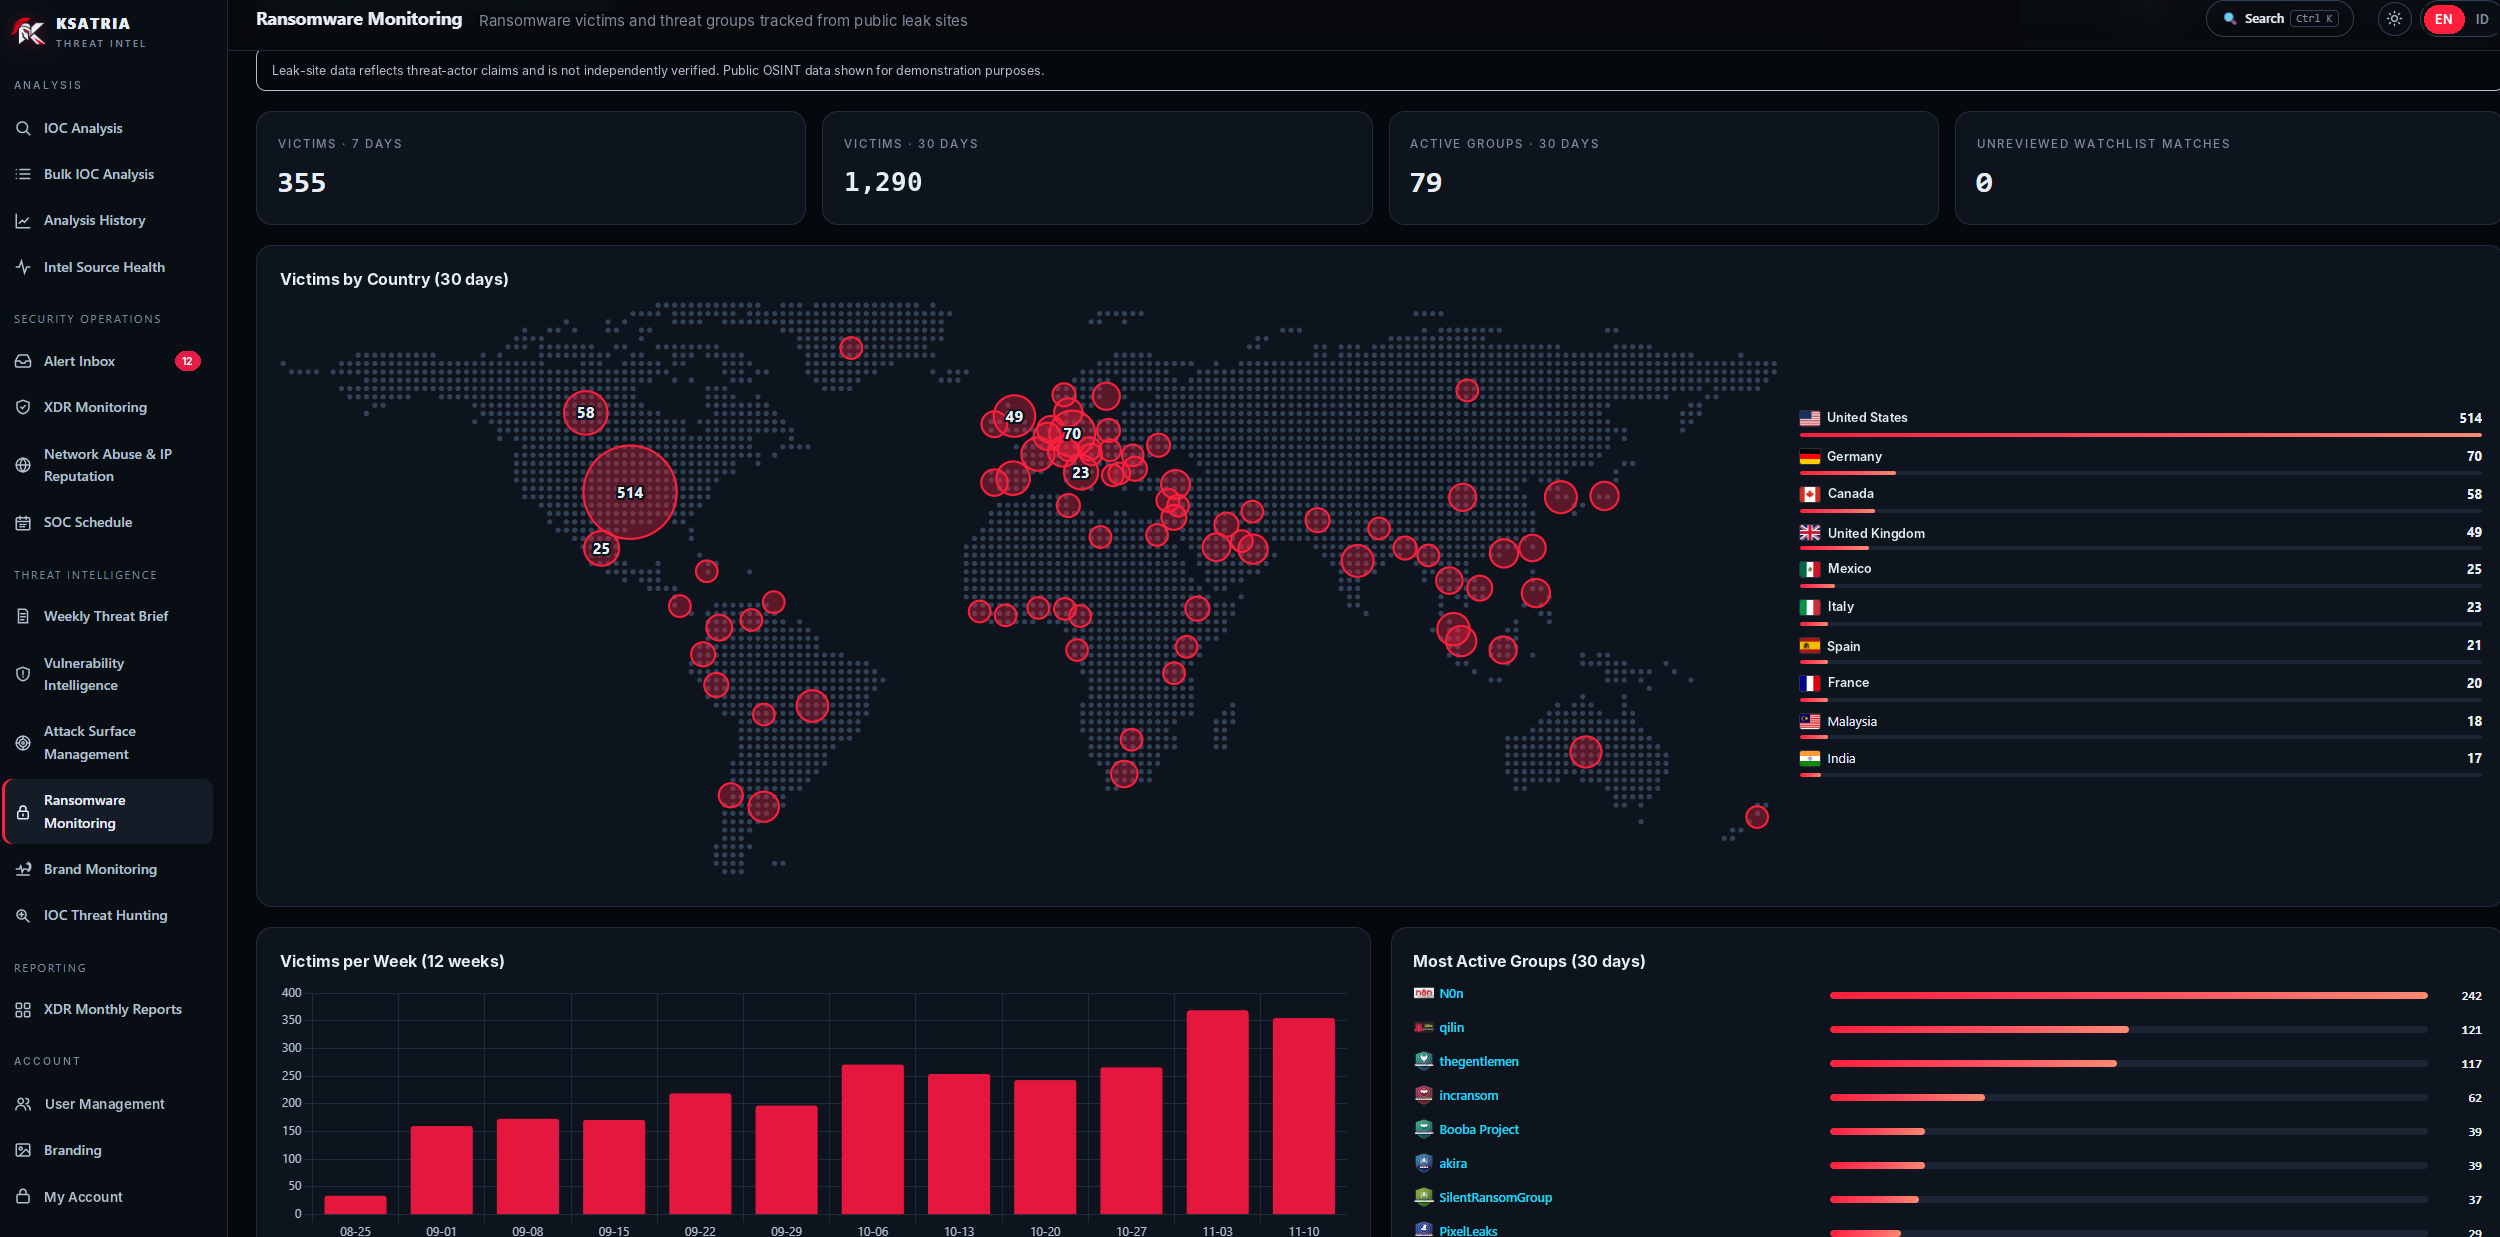 KSATRIA
THREAT INTEL
ANALYSIS
IOC Analysis
Bulk IOC Analysis
Analysis History
Intel Source Health
SECURITY OPERATIONS
Alert Inbox 12
XDR Monitoring
Network Abuse & IP
Reputation
SOC Schedule
THREAT INTELLIGENCE
Weekly Threat Brief
Vulnerability
Intelligence
Attack Surface
Management
Ransomware
Monitoring
Brand Monitoring
IOC Threat Hunting
REPORTING
XDR Monthly Reports
ACCOUNT
User Management
Branding
My Account
Ransomware Monitoring Ransomware victims and threat groups tracked from public leak sites
Search Ctrl K EN ID
Leak-site data reflects threat-actor claims and is not independently verified. Public OSINT data shown for demonstration purposes.
VICTIMS · 7 DAYS
355
VICTIMS · 30 DAYS
1,290
ACTIVE GROUPS · 30 DAYS
79
UNREVIEWED WATCHLIST MATCHES
0
Victims by Country (30 days)
58
49
70
23
514
25
United States 514
Germany 70
Canada 58
United Kingdom 49
Mexico 25
Italy 23
Spain 21
France 20
Malaysia 18
India 17
Victims per Week (12 weeks)
400
350
300
250
200
150
100
50
0
08-25 09-01 09-08 09-15 09-22 09-29 10-06 10-13 10-20 10-27 11-03 11-10
Most Active Groups (30 days)
N0n 242
qilin 121
thegentlemen 117
incransom 62
Booba Project 39
akira 39
SilentRansomGroup 37
PixelLeaks 29